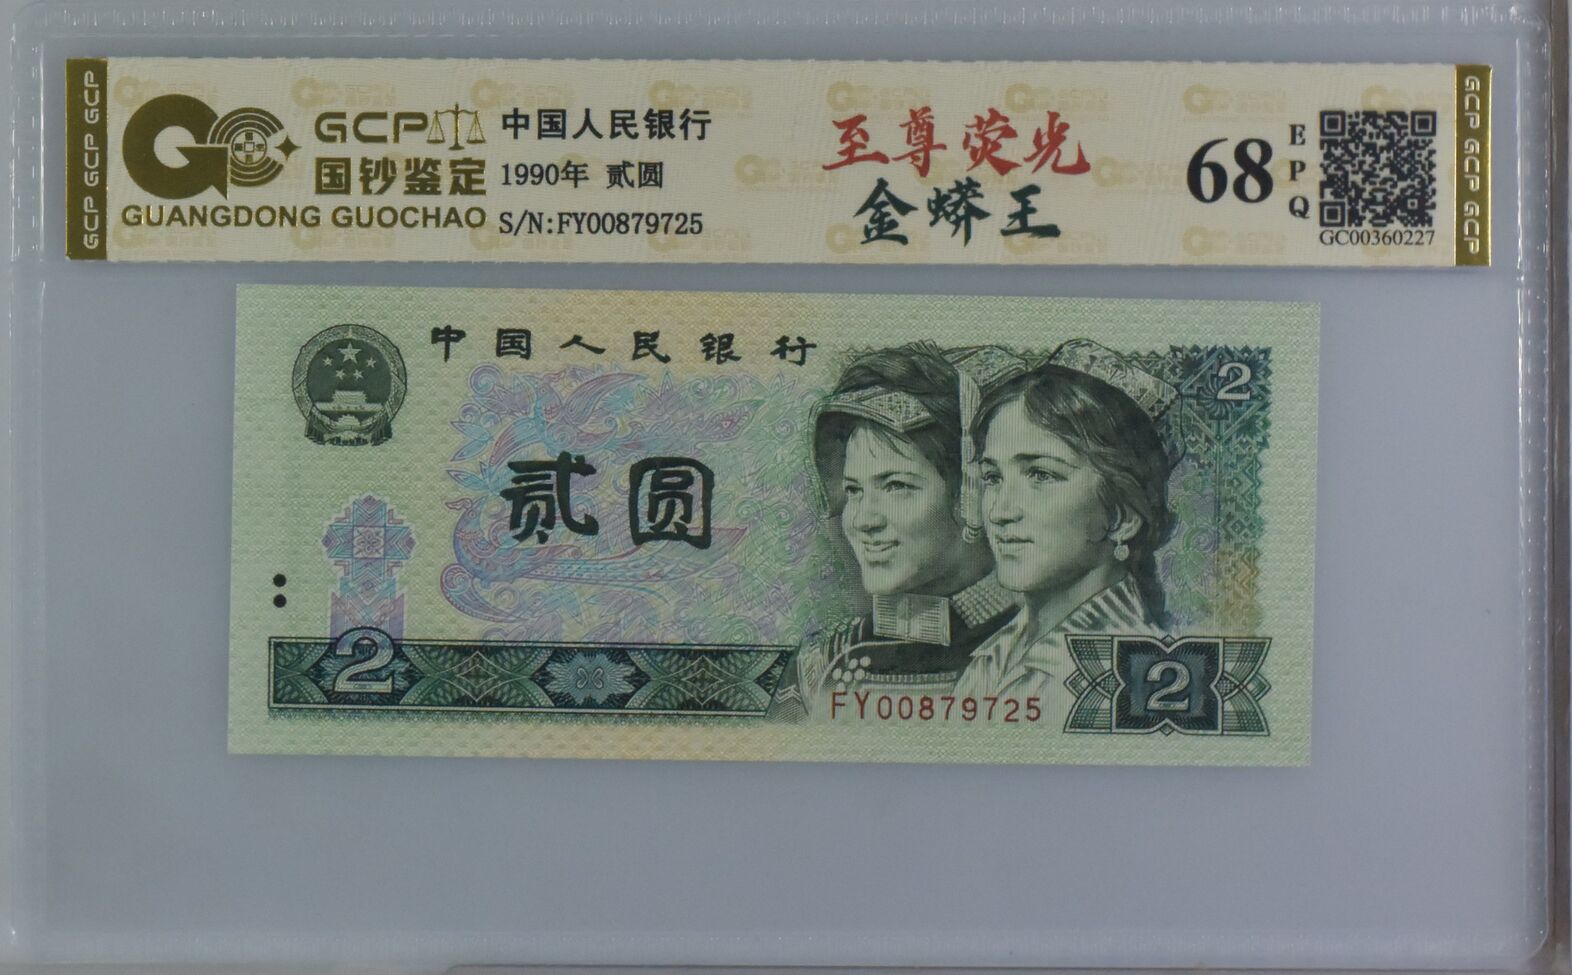 GCP GCP GCP
GCP
国钞鉴定
GUANGDONG GUOCHAO
中国人民银行
1990年 贰圆
S/N:FY00879725
至尊荧光
金蟒王
68
EPQ
GC00360227
GCP GCP GCP
中国人民银行
2
贰圆
2
FY00879725
2